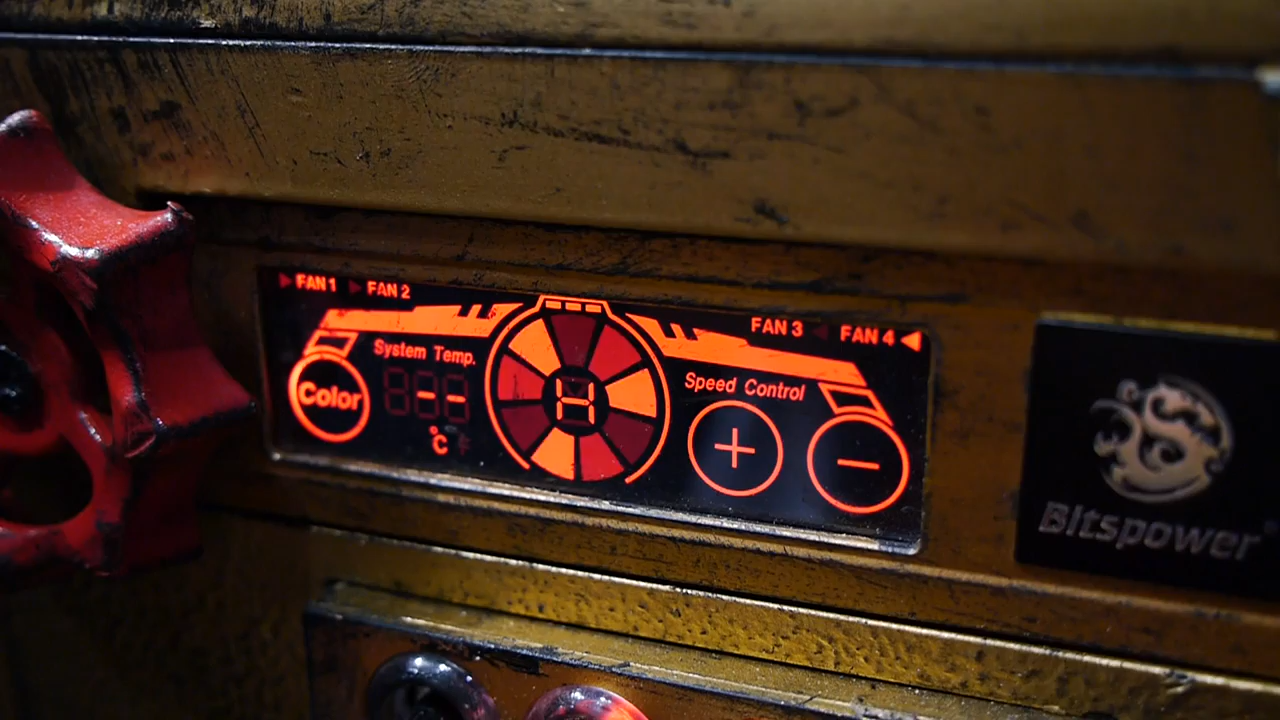 FAN 1 FAN 2
FAN 3 FAN 4
System Temp.
Color
--
°C °F
H
Speed Control
+ −
Bitspower